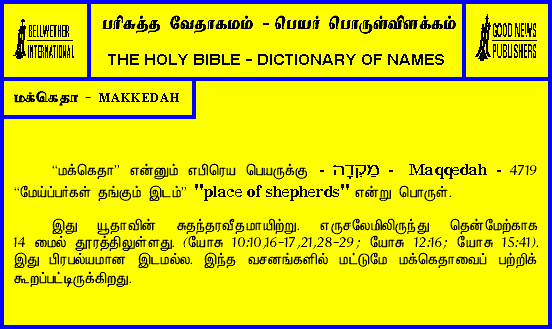 BELLWETHER
INTERNATIONAL
பரிசுத்த வேதாகமம் - பெயர் பொருள்விளக்கம்
THE HOLY BIBLE - DICTIONARY OF NAMES
GOOD NEWS
PUBLISHERS
மக்கெதா - MAKKEDAH
“மக்கெதா” என்னும் எபிரெய பெயருக்கு - מַקֵּדָה - Maqqedah - 4719
“மேய்ப்பர்கள் தங்கும் இடம்” "place of shepherds" என்று பொருள்.
இது யூதாவின் சுதந்தரவீதமாயிற்று. எருசலேமிலிருந்து தென்மேற்காக
14 மைல் தூரத்திலுள்ளது. (யோசு 10:10,16-17,21,28-29; யோசு 12:16; யோசு 15:41).
இது பிரபல்யமான இடமல்ல. இந்த வசனங்களில் மட்டுமே மக்கெதாவைப் பற்றிக்
கூறப்பட்டிருக்கிறது.